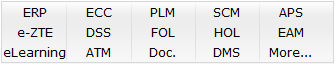 ERP ECC PLM SCM APS
e-ZTE DSS FOL HOL EAM
eLearning ATM Doc. DMS More...